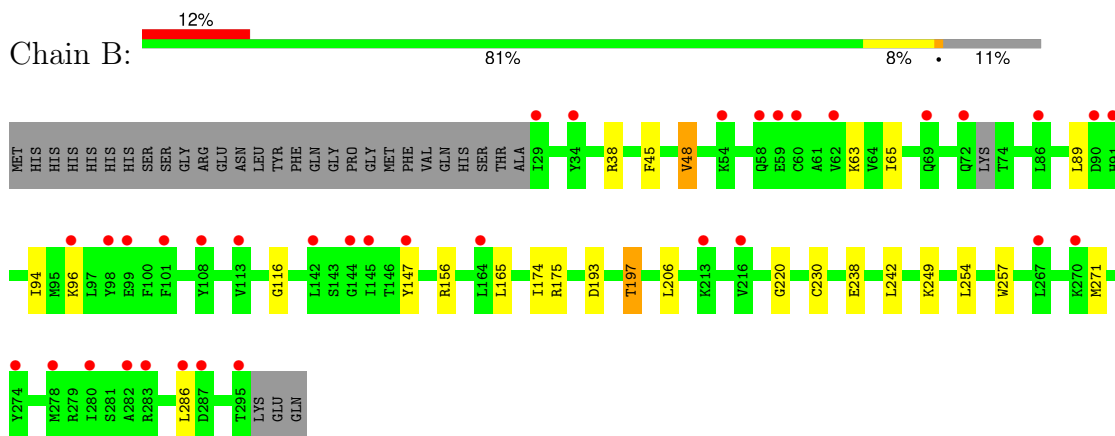 12%
Chain B:
81% 8% • 11%
MET HIS HIS HIS HIS HIS HIS SER SER GLY ARG GLU ASN LEU TYR PHE GLN GLY PRO GLY MET PHE VAL GLN HIS SER THR ALA I29 Y34 R38 F45 V48 K54 Q58 E59 C60 A61 V62 K63 V64 I65 Q69 Q72 LYS T74 L86 L89 D90 H91
I94 M95 K96 L97 Y98 E99 F100 F101 Y108 V113 G116 L142 S143 G144 I145 T146 Y147 R156 L164 L165 I174 R175 D193 T197 L206 K213 V216 G220 C230 E238 L242 K249 L254 W257 L267 K270 M271
Y274 M278 R279 I280 S281 A282 R283 L286 D287 T295 LYS GLU GLN